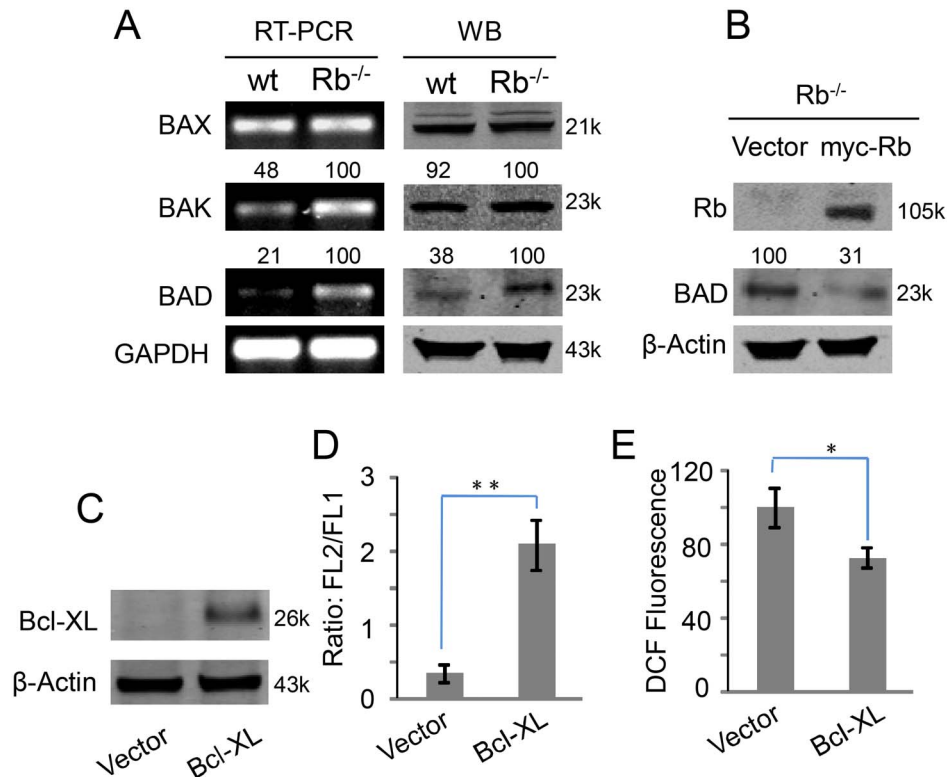 A
RT-PCR WB
wt Rb-/- wt Rb-/-
BAX 21k
48 100 92 100
BAK 23k
21 100 38 100
BAD 23k
GAPDH 43k
B
Rb-/-
Vector myc-Rb
Rb 105k
100 31
BAD 23k
β-Actin
C
Bcl-XL 26k
β-Actin 43k
Vector Bcl-XL
D
Ratio: FL2/FL1
3
2
1
0
**
Vector Bcl-XL
E
DCF Fluorescence
120
80
40
0
*
Vector Bcl-XL